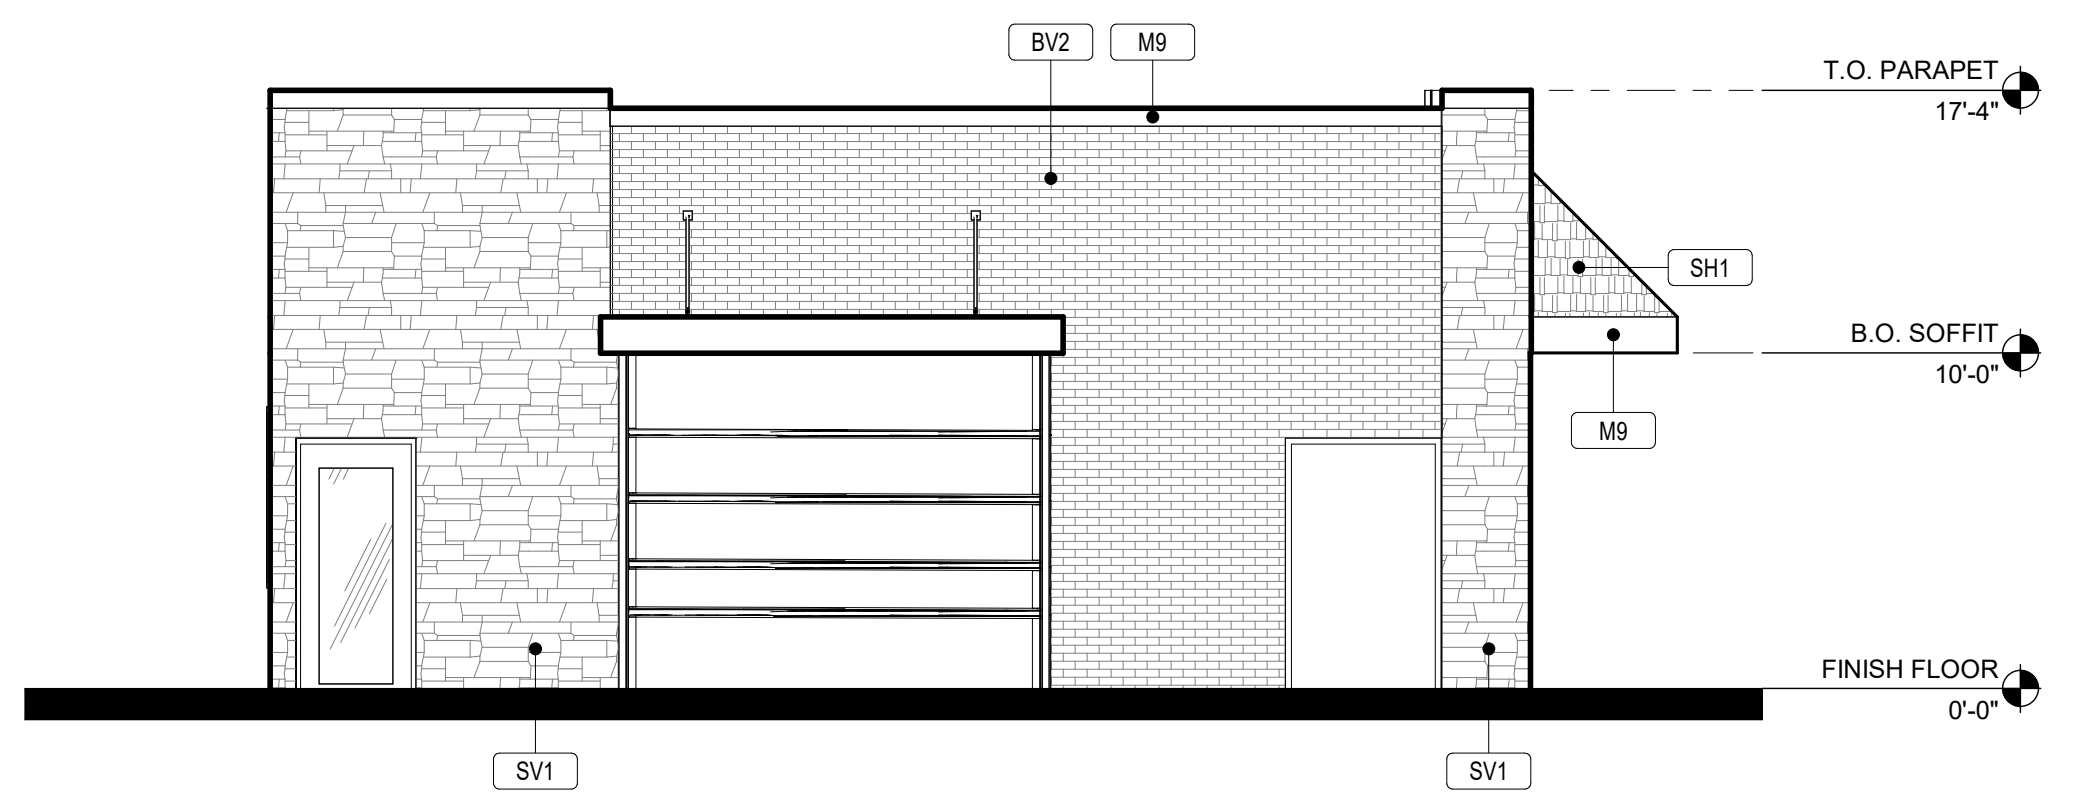 BV2
M9
T.O. PARAPET
17'-4"
SH1
B.O. SOFFIT
10'-0"
M9
FINISH FLOOR
0'-0"
SV1
SV1